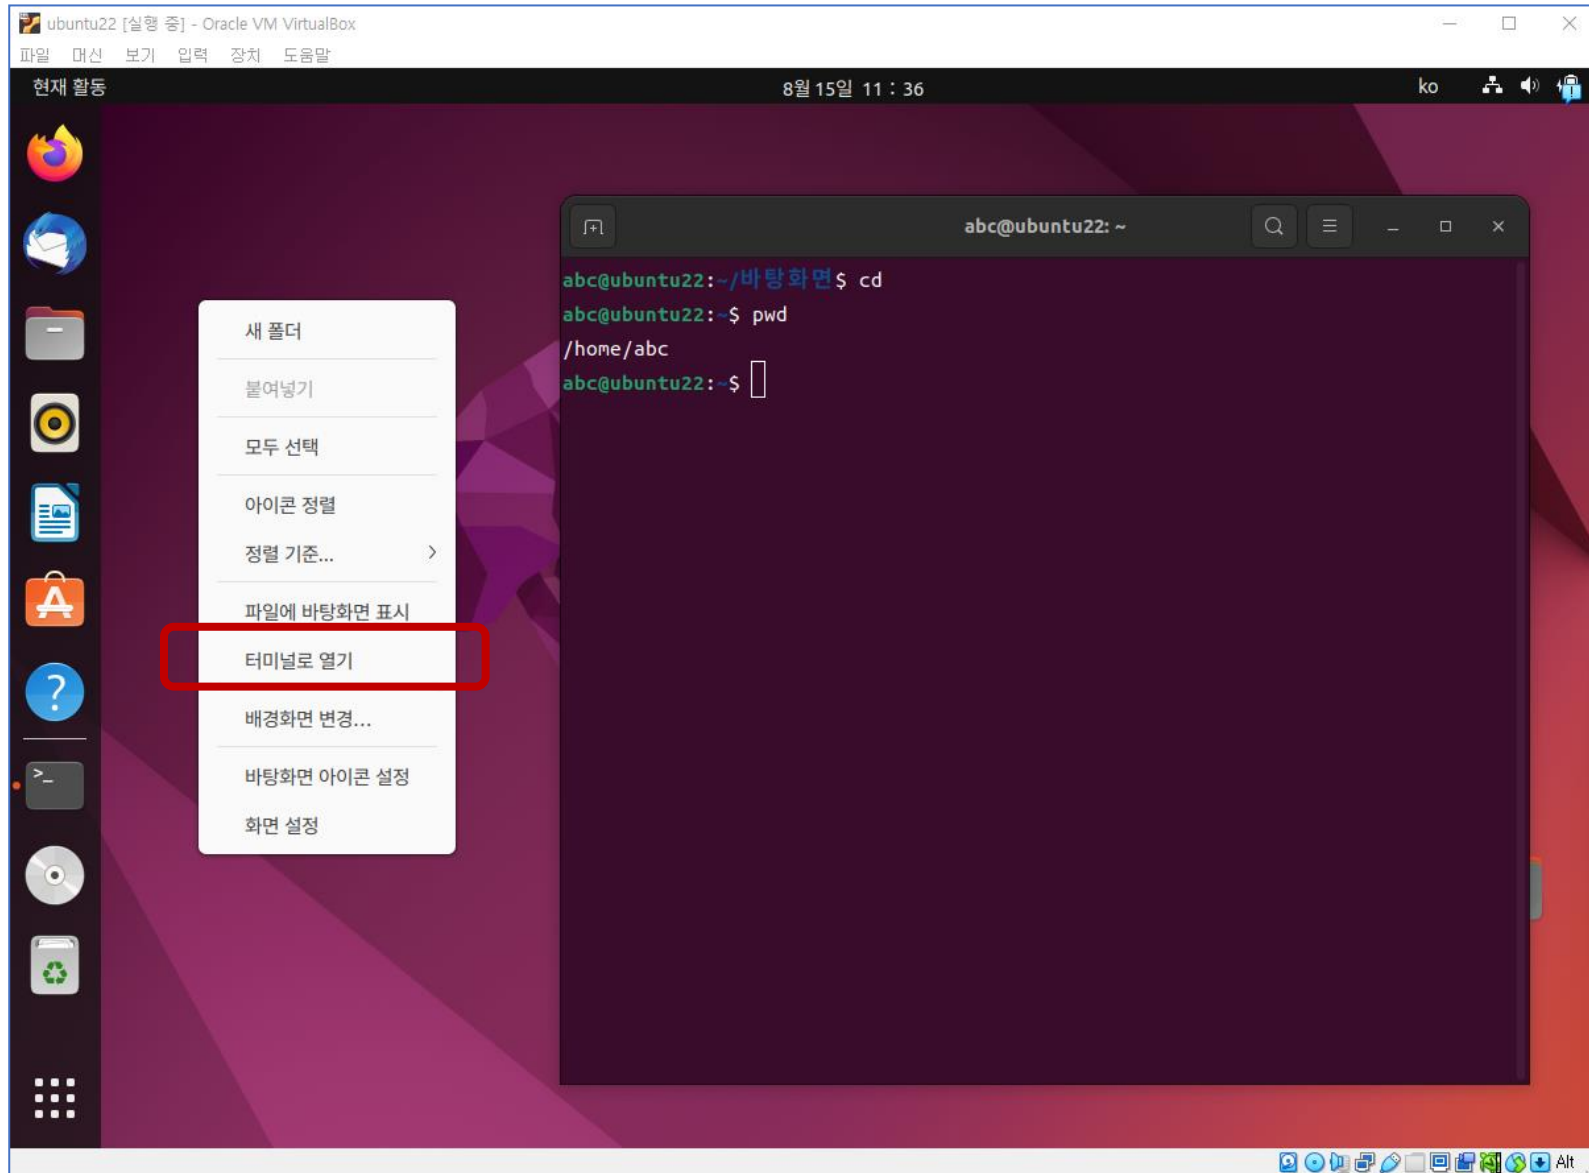 ubuntu22 [실행 중] - Oracle VM VirtualBox
파일 머신 보기 입력 장치 도움말
현재 활동 8월 15일 11 : 36 ko
abc@ubuntu22: ~
abc@ubuntu22:~/바탕화면$ cd
abc@ubuntu22:~$ pwd
/home/abc
abc@ubuntu22:~$
새 폴더
붙여넣기
모두 선택
아이콘 정렬
정렬 기준...
파일에 바탕화면 표시
터미널로 열기
배경화면 변경...
바탕화면 아이콘 설정
화면 설정
Alt